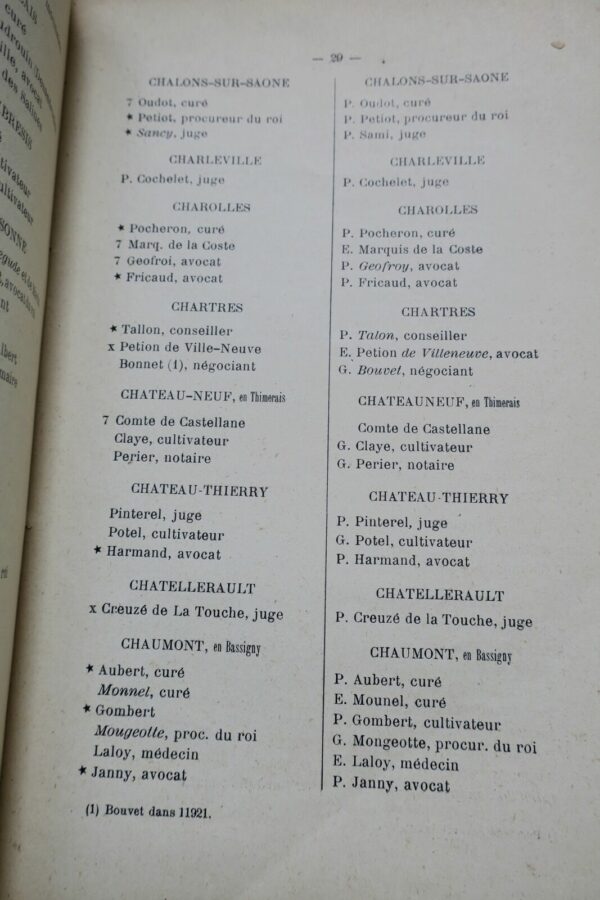 — 29 —
CHALONS-SUR-SAONE
7 Oudot, curé
★ Petiot, procureur du roi
★ Sancy, juge
CHARLEVILLE
P. Cochelet, juge
CHAROLLES
★ Pocheron, curé
7 Marq. de la Coste
7 Geofroi, avocat
★ Fricaud, avocat
CHARTRES
★ Tallon, conseiller
x Petion de Ville-Neuve
Bonnet (1), négociant
CHATEAU-NEUF, en Thimerais
7 Comte de Castellane
Claye, cultivateur
Perier, notaire
CHATEAU-THIERRY
Pinterel, juge
Potel, cultivateur
★ Harmand, avocat
CHATELLERAULT
x Creuzé de La Touche, juge
CHAUMONT, en Bassigny
★ Aubert, curé
Monnel, curé
★ Gombert
Mougeotte, proc. du roi
Laloy, médecin
★ Janny, avocat
(1) Bouvet dans 11921.
CHALONS-SUR-SAONE
P. Oudot, curé
P. Petiot, procureur du roi
P. Sami, juge
CHARLEVILLE
P. Cochelet, juge
CHAROLLES
P. Pocheron, curé
E. Marquis de la Coste
P. Geofroy, avocat
P. Fricaud, avocat
CHARTRES
P. Talon, conseiller
E. Petion de Villeneuve, avocat
G. Bouvet, négociant
CHATEAUNEUF, en Thimerais
Comte de Castellane
G. Claye, cultivateur
G. Perier, notaire
CHATEAU-THIERRY
P. Pinterel, juge
G. Potel, cultivateur
P. Harmand, avocat
CHATELLERAULT
P. Creuzé de la Touche, juge
CHAUMONT, en Bassigny
P. Aubert, curé
E. Mounel, curé
P. Gombert, cultivateur
G. Mongeotte, procur. du roi
E. Laloy, médecin
P. Janny, avocat